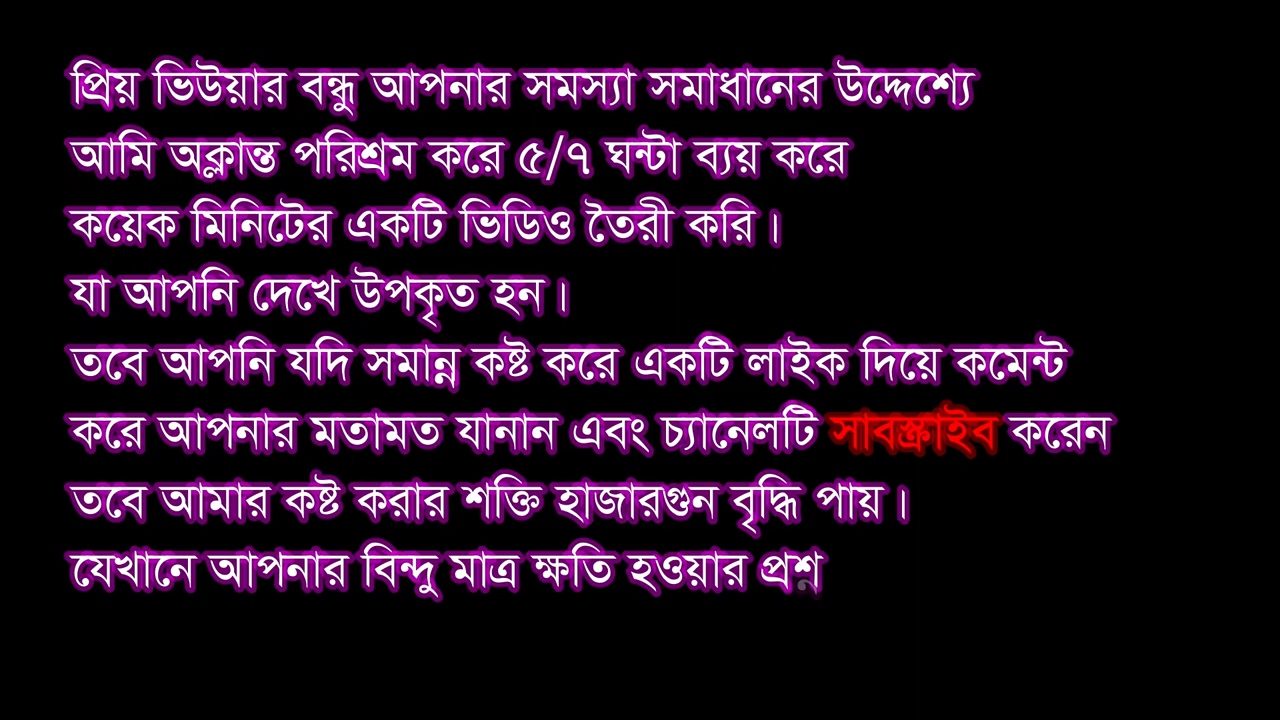 প্রিয় ভিউয়ার বন্ধু আপনার সমস্যা সমাধানের উদ্দেশ্যে
আমি অক্লান্ত পরিশ্রম করে ৫/৭ ঘন্টা ব্যয় করে
কয়েক মিনিটের একটি ভিডিও তৈরী করি।
যা আপনি দেখে উপকৃত হন।
তবে আপনি যদি সমান্ন কষ্ট করে একটি লাইক দিয়ে কমেন্ট
করে আপনার মতামত যানান এবং চ্যানেলটি সাবস্ক্রাইব করেন
তবে আমার কষ্ট করার শক্তি হাজারগুন বৃদ্ধি পায়।
যেখানে আপনার বিন্দু মাত্র ক্ষতি হওয়ার প্রশ্ন